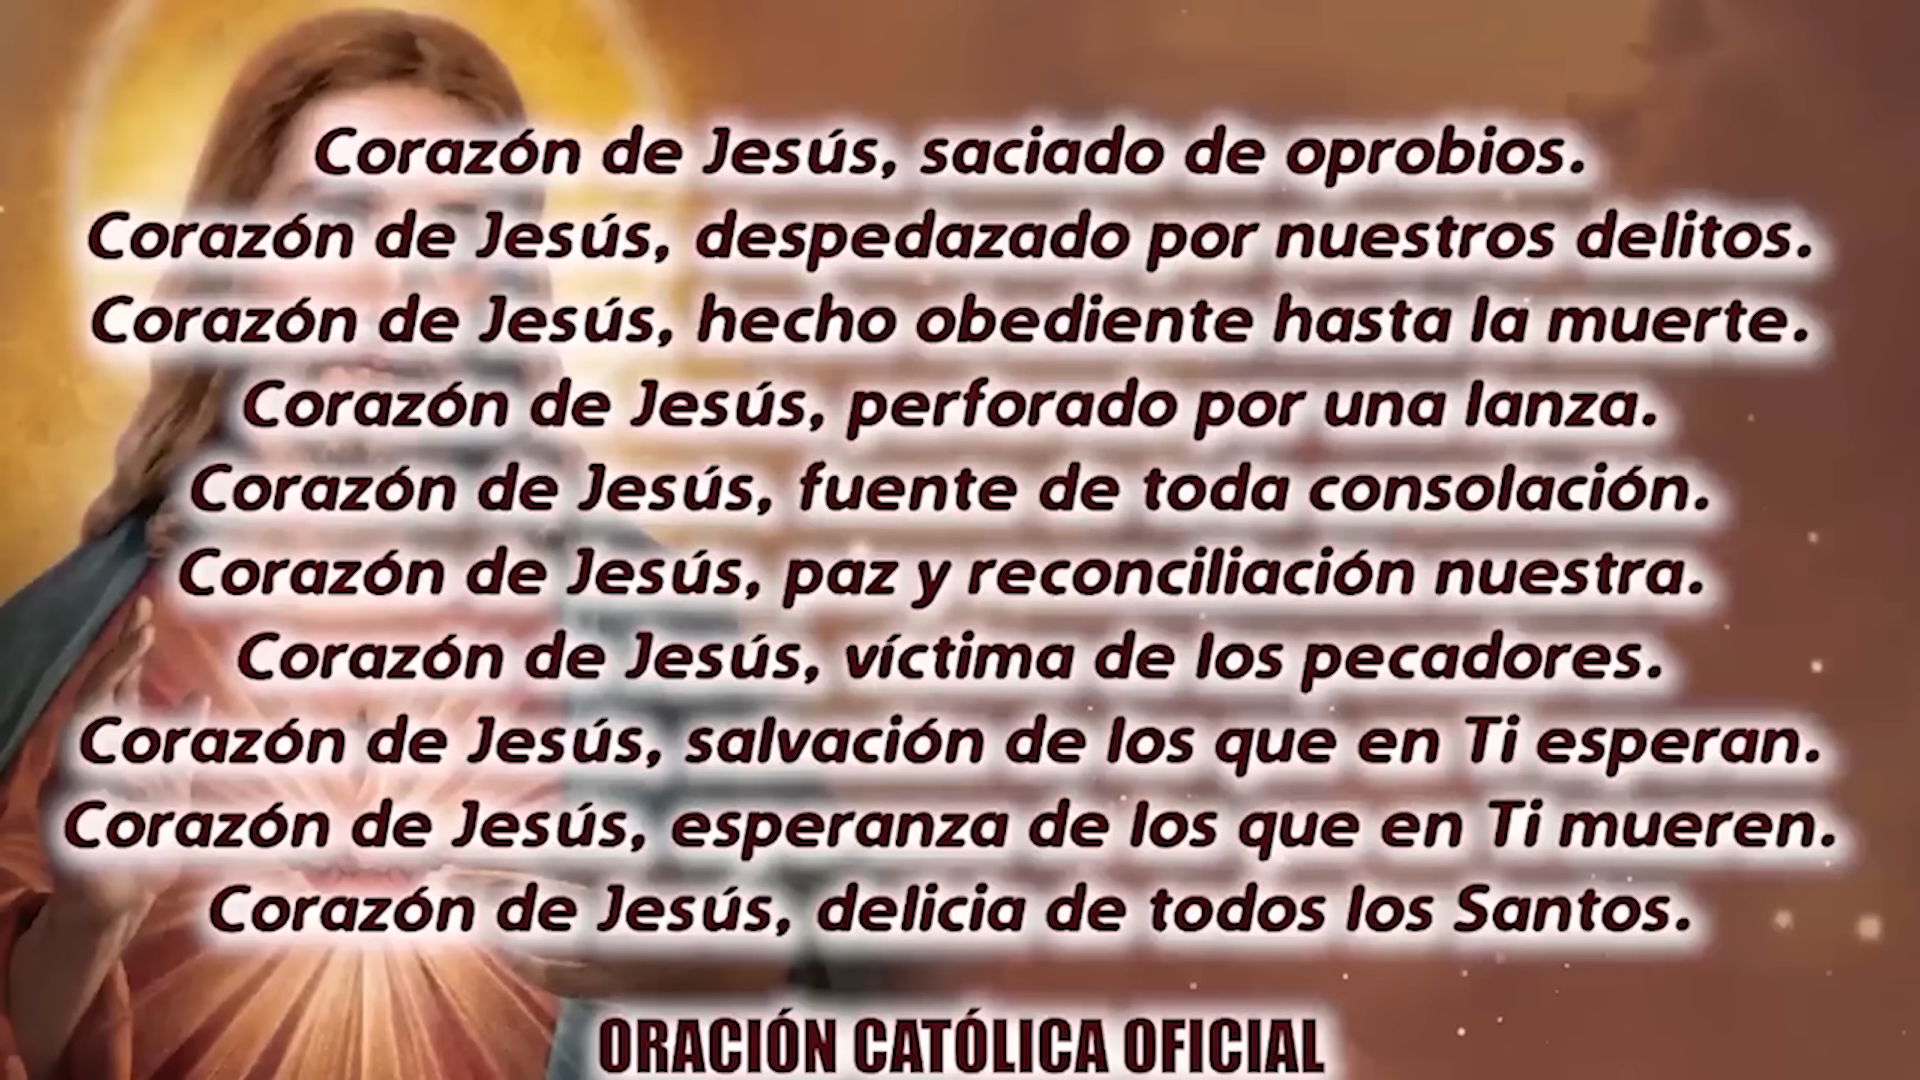 Corazón de Jesús, saciado de oprobios.
Corazón de Jesús, despedazado por nuestros delitos.
Corazón de Jesús, hecho obediente hasta la muerte.
Corazón de Jesús, perforado por una lanza.
Corazón de Jesús, fuente de toda consolación.
Corazón de Jesús, paz y reconciliación nuestra.
Corazón de Jesús, víctima de los pecadores.
Corazón de Jesús, salvación de los que en Ti esperan.
Corazón de Jesús, esperanza de los que en Ti mueren.
Corazón de Jesús, delicia de todos los Santos.
ORACIÓN CATÓLICA OFICIAL